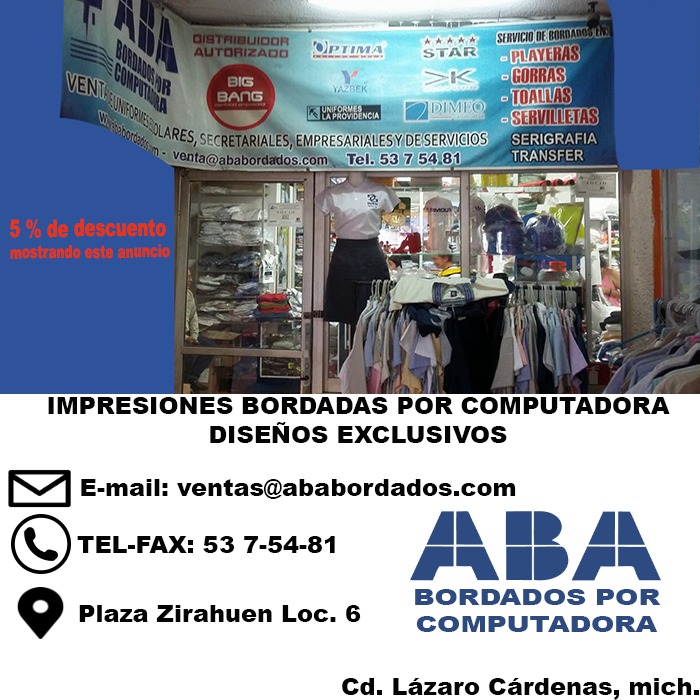 ABA
BORDADOS POR
COMPUTADORA
DISTRIBUIDOR
AUTORIZADO
BIG
BANG
OPTIMA
STAR
YAZBEK
UNIFORMES
LA PROVIDENCIA
DIMEO
SERVICIO DE BORDADOS EN:
- PLAYERAS
- GORRAS
- TOALLAS
- SERVILLETAS
SERIGRAFIA
TRANSFER
VENTA DE UNIFORMES ESCOLARES, SECRETARIALES, EMPRESARIALES Y DE SERVICIOS
venta@ababordados.com Tel. 53 7 54 81
5 % de descuento
mostrando este anuncio
IMPRESIONES BORDADAS POR COMPUTADORA
DISEÑOS EXCLUSIVOS
E-mail: ventas@ababordados.com
TEL-FAX: 53 7-54-81
Plaza Zirahuen Loc. 6
ABA
BORDADOS POR
COMPUTADORA
Cd. Lázaro Cárdenas, mich.